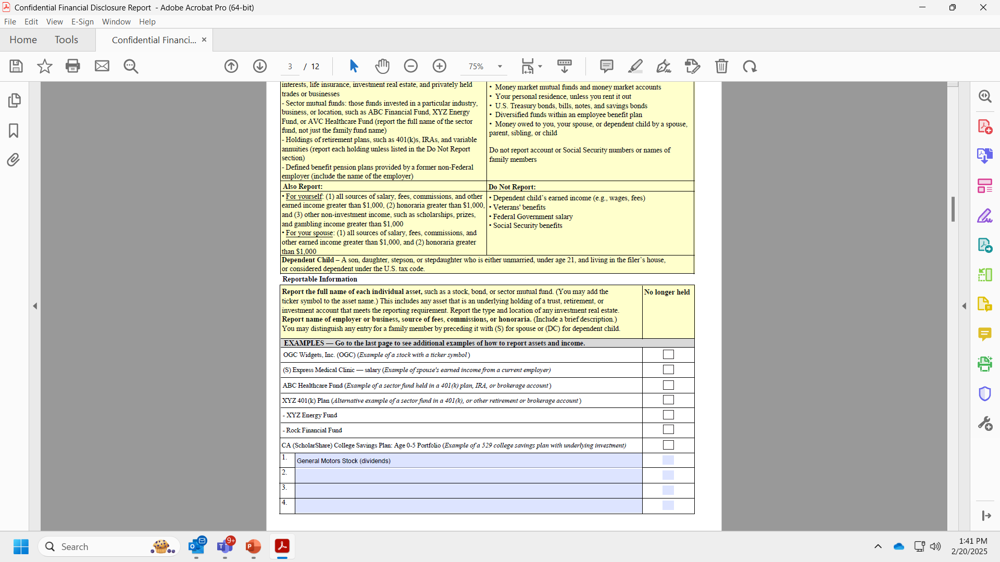 Confidential Financial Disclosure Report - Adobe Acrobat Pro (64-bit)
File Edit View E-Sign Window Help
Home Tools Confidential Financi... ×
3 / 12 75%
interests, life insurance, investment real estate, and privately held
trades or businesses
- Sector mutual funds: those funds invested in a particular industry,
business, or location, such as ABC Financial Fund, XYZ Energy
Fund, or AVC Healthcare Fund (report the full name of the sector
fund, not just the family fund name)
- Holdings of retirement plans, such as 401(k)s, IRAs, and variable
annuities (report each holding unless listed in the Do Not Report
section)
- Defined benefit pension plans provided by a former non-Federal
employer (include the name of the employer)
• Money market mutual funds and money market accounts
• Your personal residence, unless you rent it out
• U.S. Treasury bonds, bills, notes, and savings bonds
• Diversified funds within an employee benefit plan
• Money owed to you, your spouse, or dependent child by a spouse,
parent, sibling, or child
Do not report account or Social Security numbers or names of
family members
Also Report:
Do Not Report:
• For yourself: (1) all sources of salary, fees, commissions, and other
earned income greater than $1,000, (2) honoraria greater than $1,000,
and (3) other non-investment income, such as scholarships, prizes,
and gambling income greater than $1,000
• For your spouse: (1) all sources of salary, fees, commissions, and
other earned income greater than $1,000, and (2) honoraria greater
than $1,000
• Dependent child's earned income (e.g., wages, fees)
• Veterans' benefits
• Federal Government salary
• Social Security benefits
Dependent Child – A son, daughter, stepson, or stepdaughter who is either unmarried, under age 21, and living in the filer's house,
or considered dependent under the U.S. tax code.
Reportable Information
Report the full name of each individual asset, such as a stock, bond, or sector mutual fund. (You may add the
ticker symbol to the asset name.) This includes any asset that is an underlying holding of a trust, retirement, or
investment account that meets the reporting requirement. Report the type and location of any investment real estate.
Report name of employer or business, source of fees, commissions, or honoraria. (Include a brief description.)
You may distinguish any entry for a family member by preceding it with (S) for spouse or (DC) for dependent child.
No longer held
EXAMPLES — Go to the last page to see additional examples of how to report assets and income.
OGC Widgets, Inc. (OGC) (Example of a stock with a ticker symbol)
(S) Express Medical Clinic — salary (Example of spouse's earned income from a current employer)
ABC Healthcare Fund (Example of a sector fund held in a 401(k) plan, IRA, or brokerage account)
XYZ 401(k) Plan (Alternative example of a sector fund in a 401(k), or other retirement or brokerage account)
- XYZ Energy Fund
- Rock Financial Fund
CA (ScholarShare) College Savings Plan: Age 0-5 Portfolio (Example of a 529 college savings plan with underlying investment)
1. General Motors Stock (dividends)
2.
3.
4.
Search
9+
1:41 PM
2/20/2025